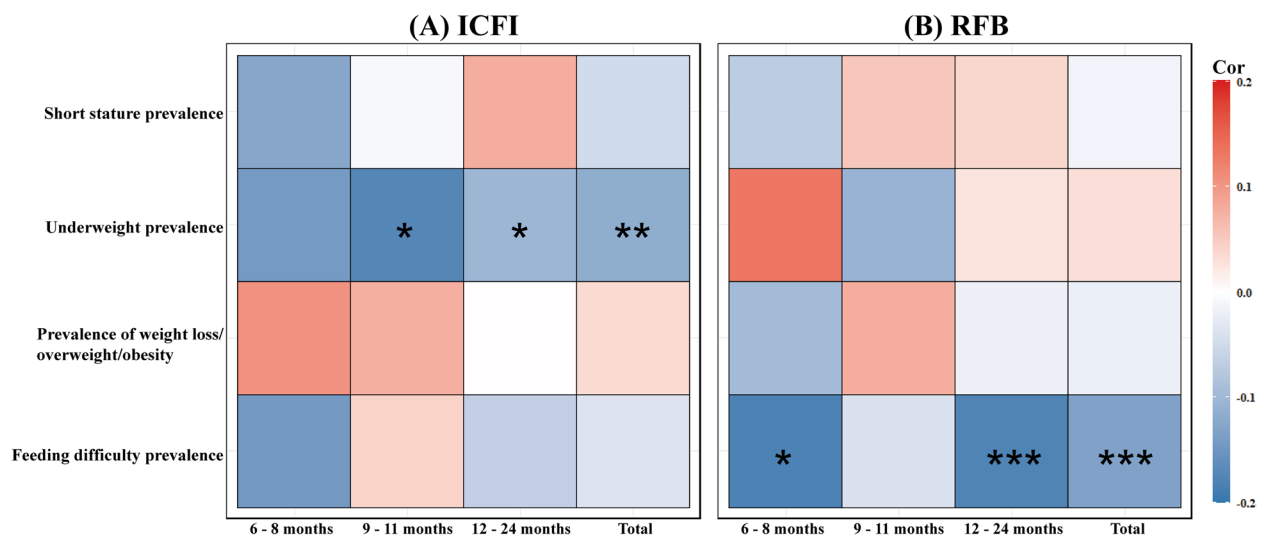 (A) ICFI
(B) RFB
Cor
0.2
0.1
0.0
-0.1
-0.2
Short stature prevalence
Underweight prevalence
*
*
**
Prevalence of weight loss/
overweight/obesity
Feeding difficulty prevalence
*
***
***
6 - 8 months
9 - 11 months
12 - 24 months
Total
6 - 8 months
9 - 11 months
12 - 24 months
Total